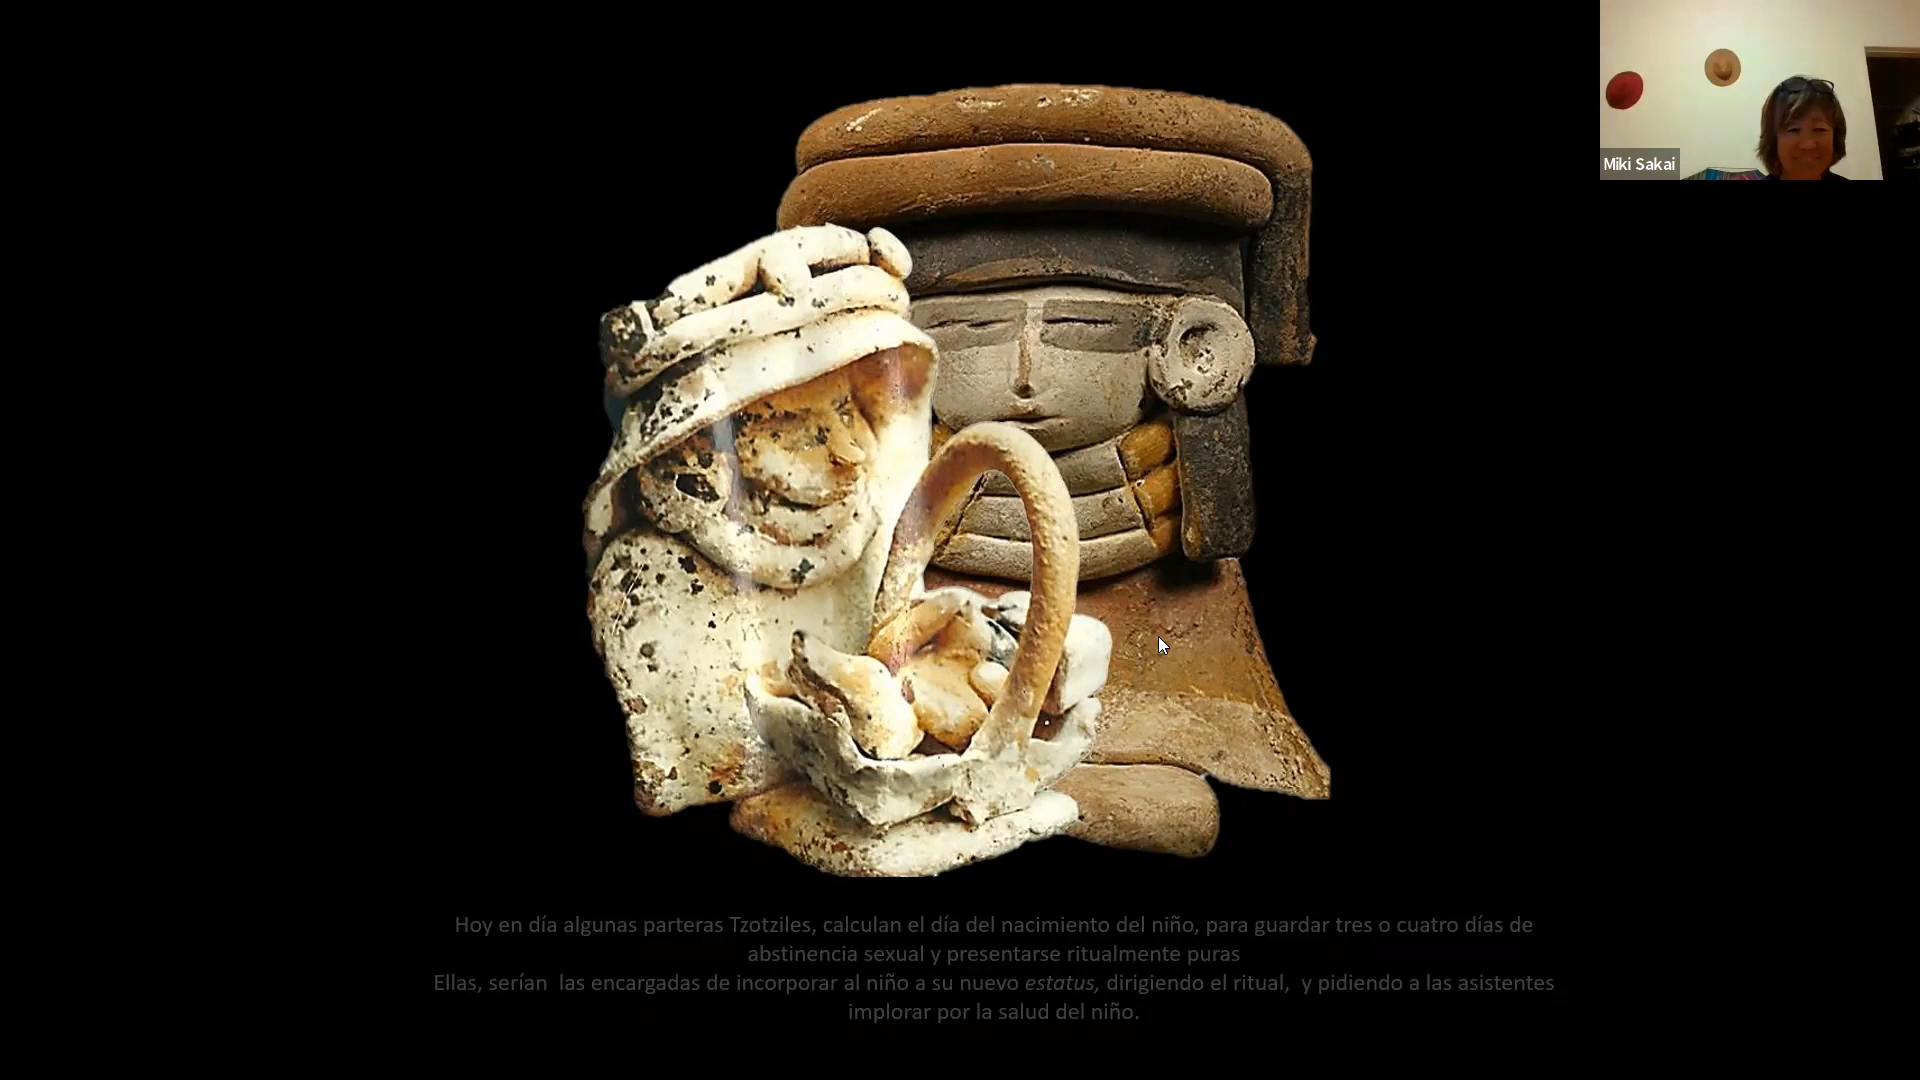 Miki Sakai
Hoy en día algunas parteras Tzotziles, calculan el día del nacimiento del niño, para guardar tres o cuatro días de
abstinencia sexual y presentarse ritualmente puras
Ellas, serían  las encargadas de incorporar al niño a su nuevo estatus, dirigiendo el ritual,  y pidiendo a las asistentes
implorar por la salud del niño.